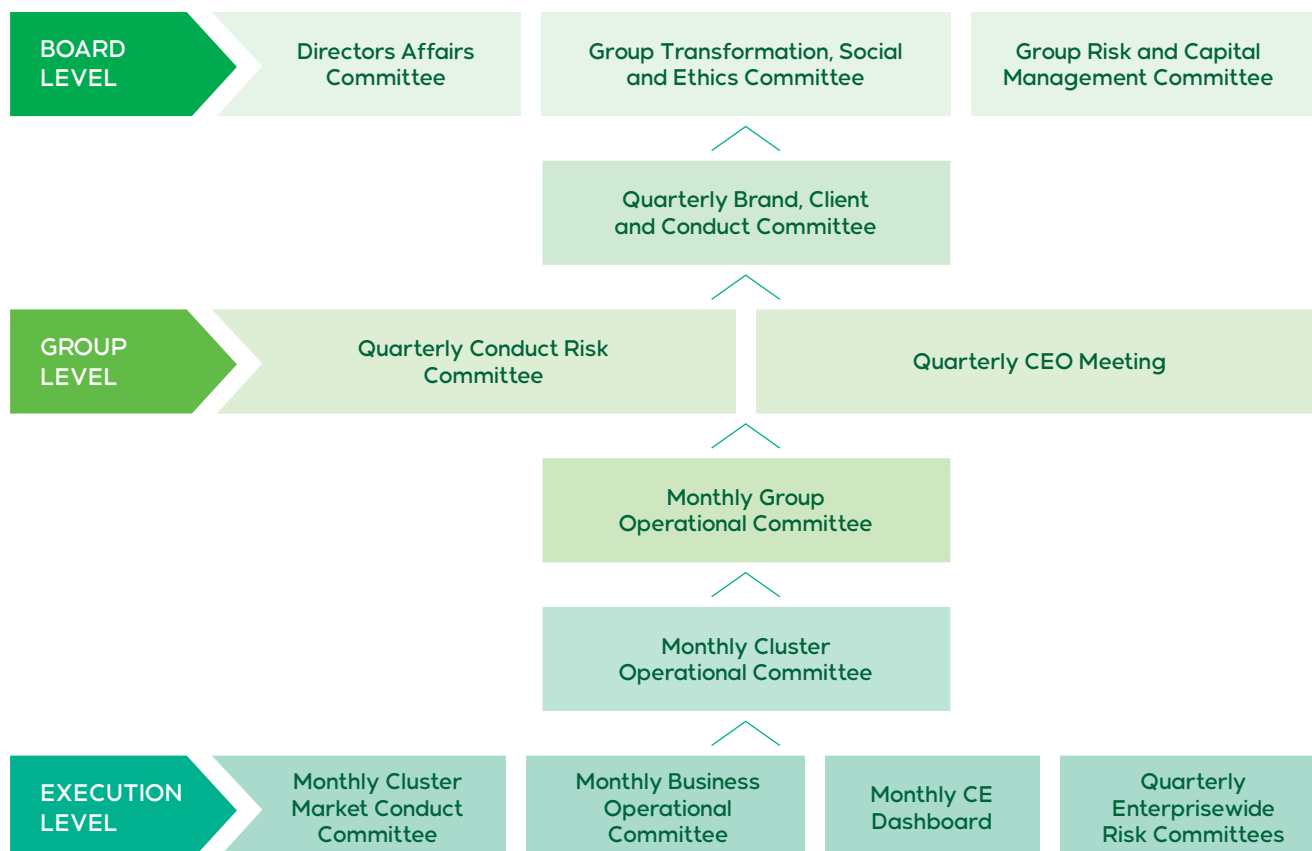 BOARD
LEVEL
Directors Affairs
Committee
Group Transformation, Social
and Ethics Committee
Group Risk and Capital
Management Committee
Quarterly Brand, Client
and Conduct Committee
GROUP
LEVEL
Quarterly Conduct Risk
Committee
Quarterly CEO Meeting
Monthly Group
Operational Committee
Monthly Cluster
Operational Committee
EXECUTION
LEVEL
Monthly Cluster
Market Conduct
Committee
Monthly Business
Operational
Committee
Monthly CE
Dashboard
Quarterly
Enterprisewide
Risk Committees